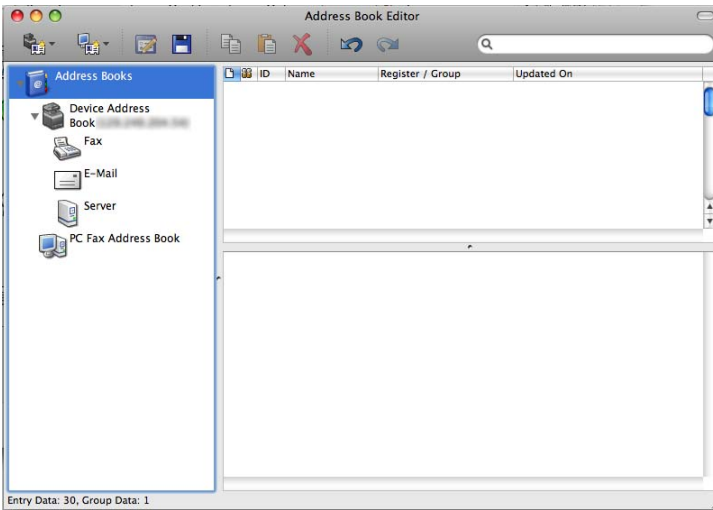 Address Book Editor
Address Books
ID Name Register / Group Updated On
Device Address
Book
Fax
E-Mail
Server
PC Fax Address Book
Entry Data: 30, Group Data: 1